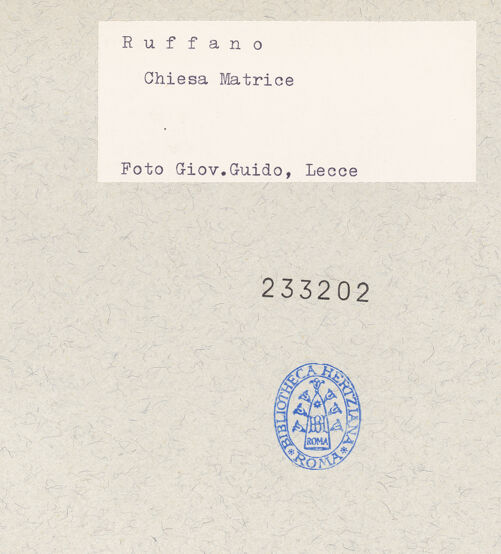 R u f f a n o
Chiesa Matrice
Foto Giov.Guido, Lecce
233202
BIBLIOTHECA HERTZIANA
ROMA
* ROMA *